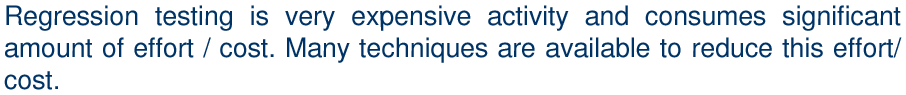 Regression testing is very expensive activity and consumes significant
amount of effort / cost. Many techniques are available to reduce this effort/
cost.